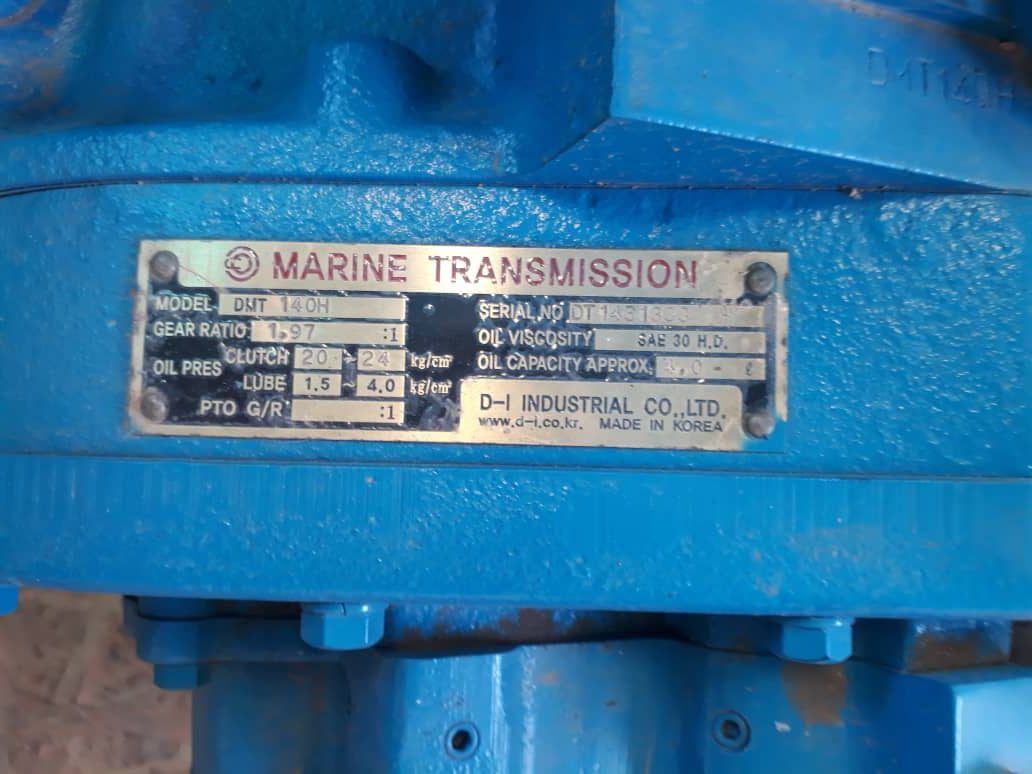 MARINE TRANSMISSION
MODEL DMT 140H
GEAR RATIO 1.97 :1
OIL PRES
CLUTCH 20 ~ 24 kg/cm²
LUBE 1.5 ~ 4.0 kg/cm²
PTO G/R :1
SERIAL NO
OIL VISCOSITY SAE 30 H.D.
OIL CAPACITY APPROX. ℓ
D-I INDUSTRIAL CO.,LTD.
www.d-i.co.kr. MADE IN KOREA